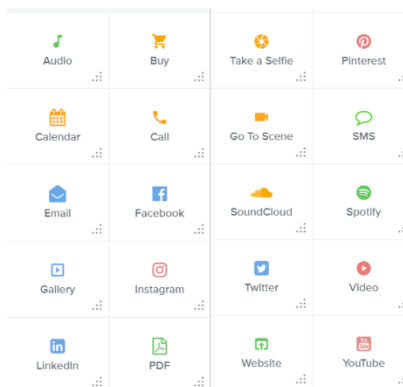 Audio
Buy
Take a Selfie
Pinterest
Calendar
Call
Go To Scene
SMS
Email
Facebook
SoundCloud
Spotify
Gallery
Instagram
Twitter
Video
LinkedIn
PDF
Website
YouTube